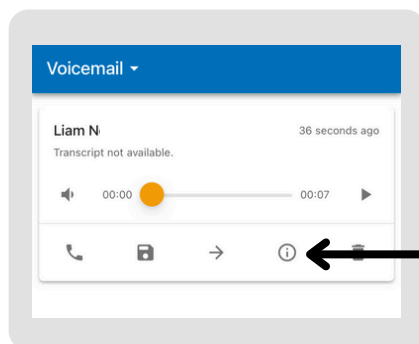 Voicemail
Liam N
36 seconds ago
Transcript not available.
00:00
00:07